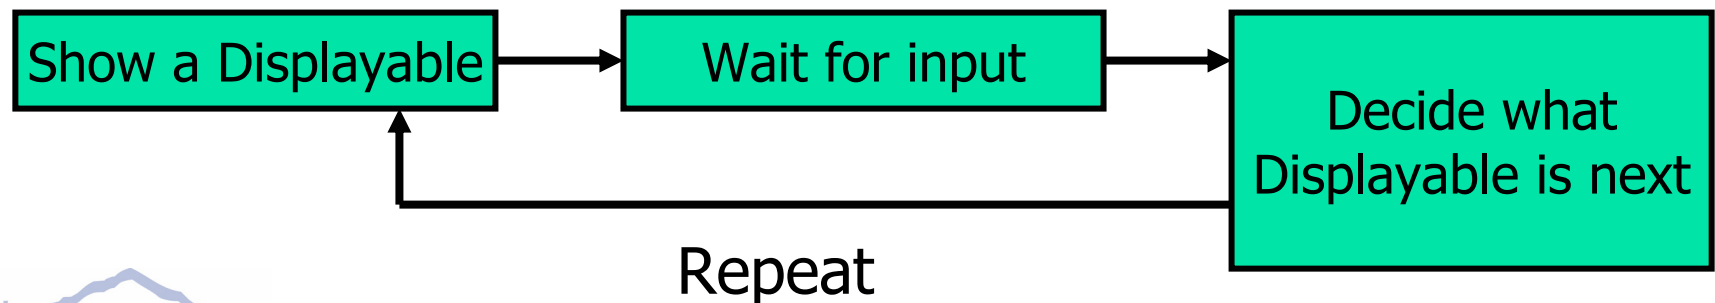 Show a Displayable
Wait for input
Decide what
Displayable is next
Repeat